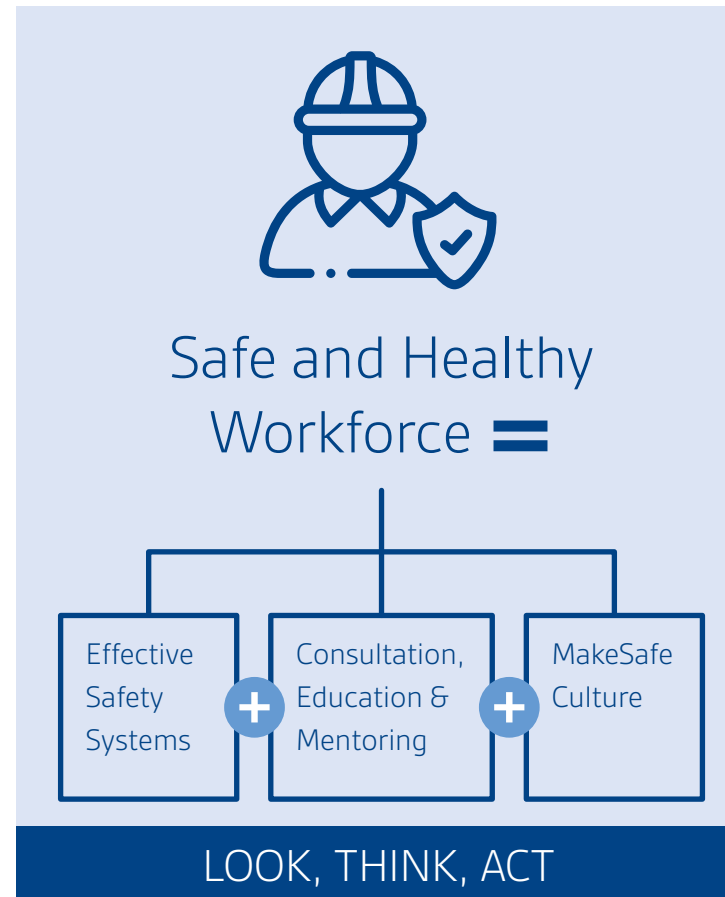 Safe and Healthy
Workforce =
Effective
Safety
Systems
+
Consultation,
Education &
Mentoring
+
MakeSafe
Culture
LOOK, THINK, ACT